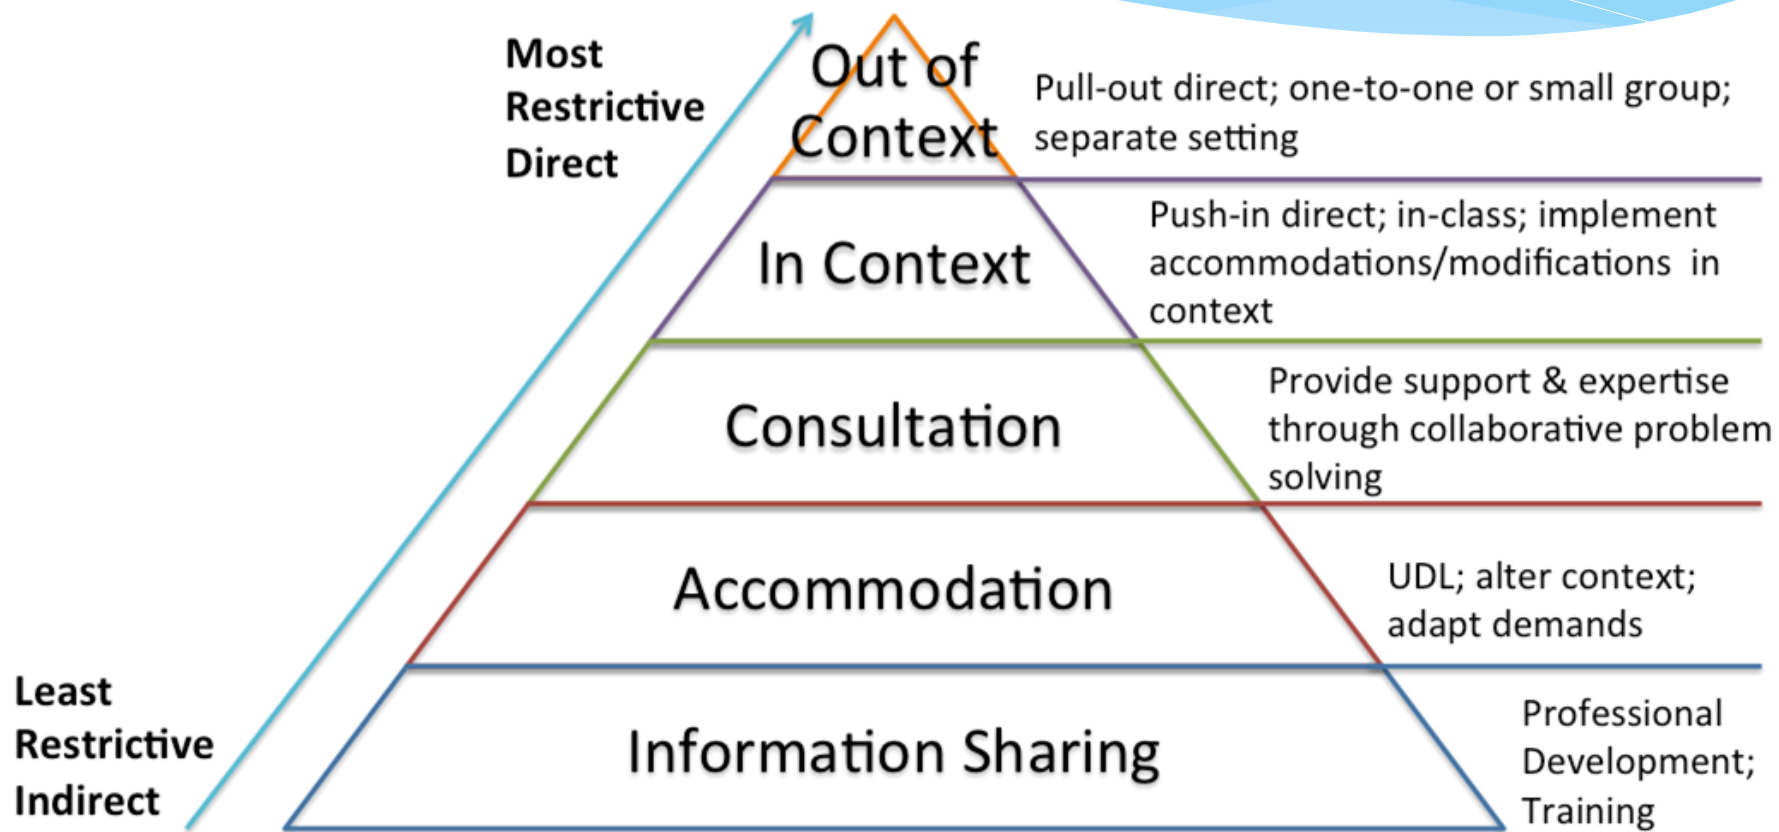 Most
Restrictive
Direct
Out of
Context
Pull-out direct; one-to-one or small group;
separate setting
In Context
Push-in direct; in-class; implement
accommodations/modifications in
context
Consultation
Provide support & expertise
through collaborative problem
solving
Accommodation
UDL; alter context;
adapt demands
Least
Restrictive
Indirect
Information Sharing
Professional
Development;
Training